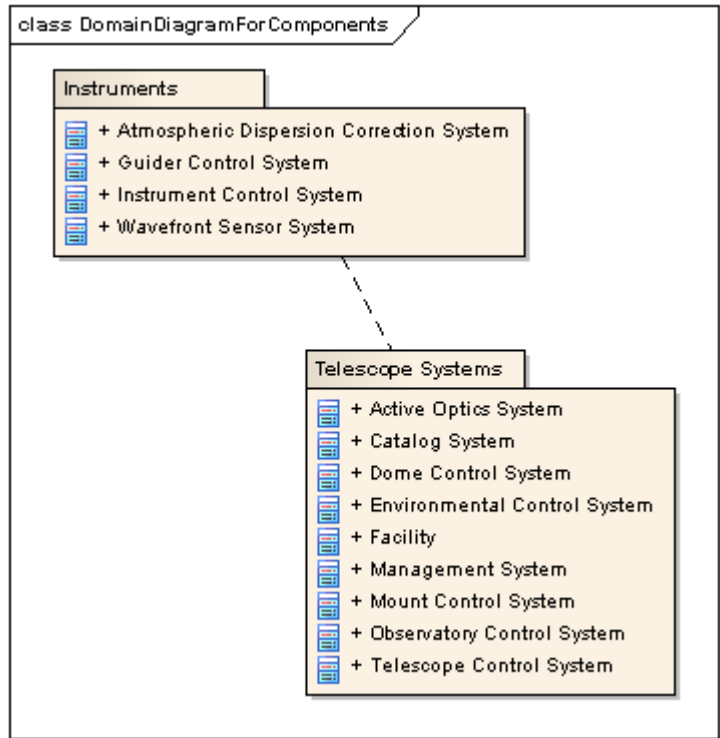 class DomainDiagramForComponents
Instruments
+ Atmospheric Dispersion Correction System
+ Guider Control System
+ Instrument Control System
+ Wavefront Sensor System
Telescope Systems
+ Active Optics System
+ Catalog System
+ Dome Control System
+ Environmental Control System
+ Facility
+ Management System
+ Mount Control System
+ Observatory Control System
+ Telescope Control System